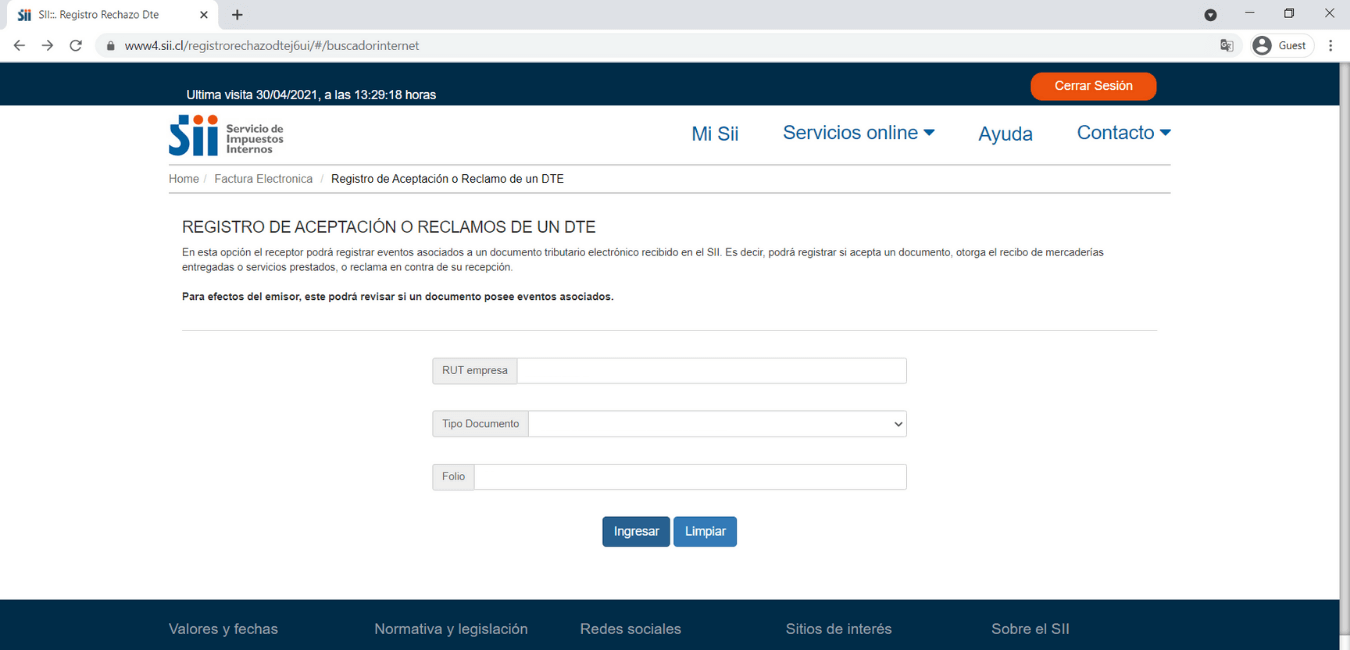 SII::. Registro Rechazo Dte
www4.sii.cl/registrorechazodtej6ui/#/buscadorinternet
Guest
Ultima visita 30/04/2021, a las 13:29:18 horas
Cerrar Sesión
sii Servicio de
Impuestos
Internos
Mi Sii
Servicios online
Ayuda
Contacto
Home / Factura Electronica / Registro de Aceptación o Reclamo de un DTE
REGISTRO DE ACEPTACIÓN O RECLAMOS DE UN DTE
En esta opción el receptor podrá registrar eventos asociados a un documento tributario electrónico recibido en el SII. Es decir, podrá registrar si acepta un documento, otorga el recibo de mercaderías
entregadas o servicios prestados, o reclama en contra de su recepción.
Para efectos del emisor, este podrá revisar si un documento posee eventos asociados.
RUT empresa
Tipo Documento
Folio
Ingresar
Limpiar
Valores y fechas
Normativa y legislación
Redes sociales
Sitios de interés
Sobre el SII